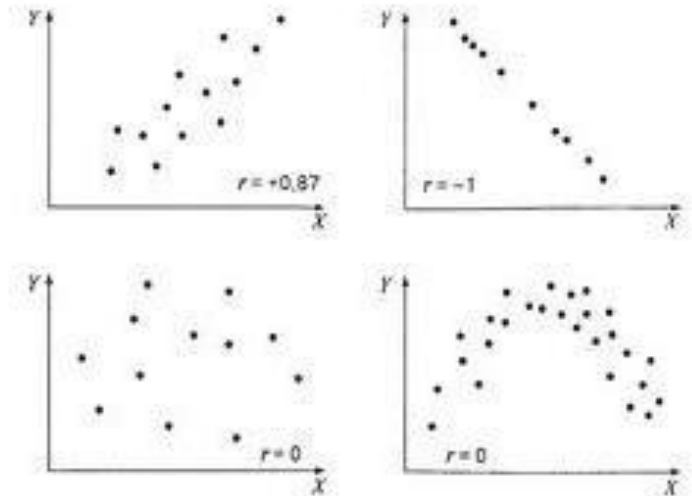 Y
r = +0,87
X
Y
r = −1
X
Y
r = 0
X
Y
r = 0
X